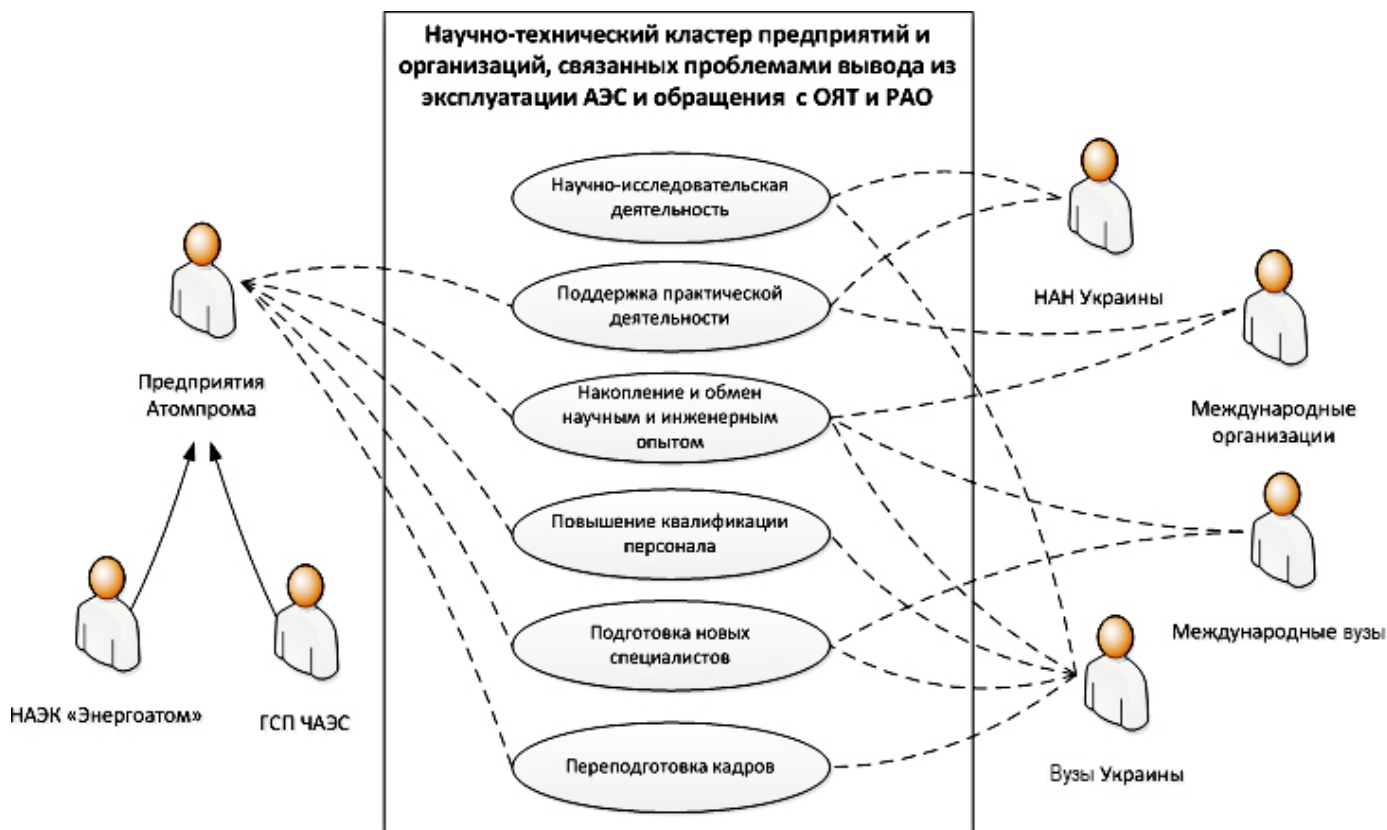 Научно-технический кластер предприятий и
организаций, связанных проблемами вывода из
эксплуатации АЭС и обращения с ОЯТ и РАО
Научно-исследовательская
деятельность
Поддержка практической
деятельности
Накопление и обмен
научным и инженерным
опытом
Повышение квалификации
персонала
Подготовка новых
специалистов
Переподготовка кадров
Предприятия
Атомпрома
НАЭК «Энергоатом»
ГСП ЧАЭС
НАН Украины
Международные
организации
Международные вузы
Вузы Украины